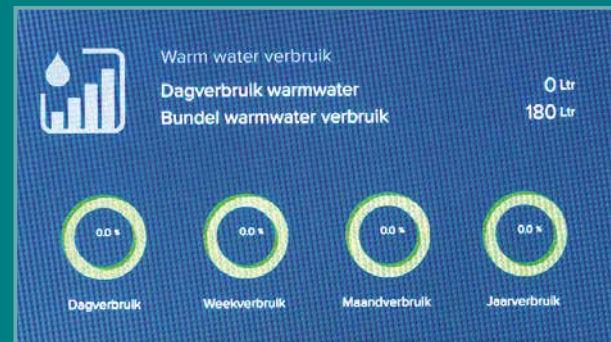 Warm water verbruik
Dagverbruik warmwater 0 Ltr
Bundel warmwater verbruik 180 Ltr
0.0 % 0.0 % 0.0 % 0.0 %
Dagverbruik Weekverbruik Maandverbruik Jaarverbruik